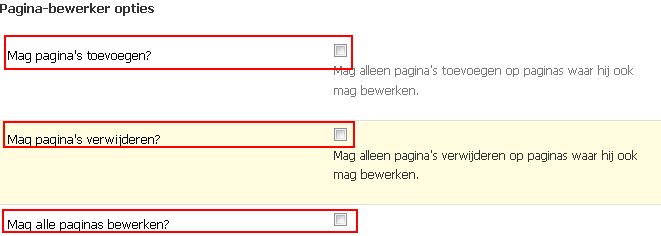 Pagina-bewerker opties
Mag pagina's toevoegen?
Mag alleen pagina's toevoegen op paginas waar hij ook
mag bewerken.
Mag pagina's verwijderen?
Mag alleen pagina's verwijderen op paginas waar hij ook
mag bewerken.
Mag alle paginas bewerken?